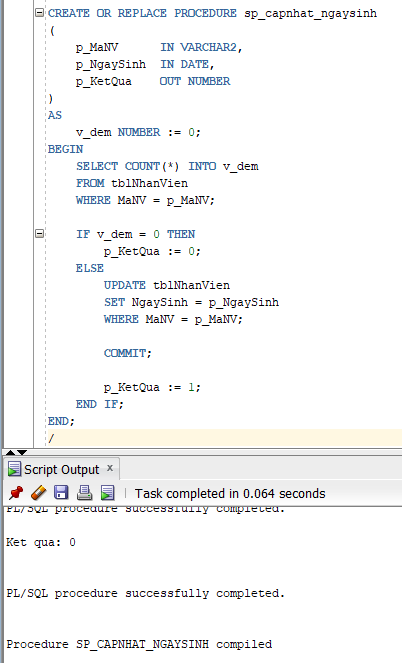 CREATE OR REPLACE PROCEDURE sp_capnhat_ngaysinh
(
    p_MaNV      IN VARCHAR2,
    p_NgaySinh  IN DATE,
    p_KetQua    OUT NUMBER
)
AS
    v_dem NUMBER := 0;
BEGIN
    SELECT COUNT(*) INTO v_dem
    FROM tblNhanVien
    WHERE MaNV = p_MaNV;
    IF v_dem = 0 THEN
        p_KetQua := 0;
    ELSE
        UPDATE tblNhanVien
        SET NgaySinh = p_NgaySinh
        WHERE MaNV = p_MaNV;
        COMMIT;
        p_KetQua := 1;
    END IF;
END;
/
Script Output x
Task completed in 0.064 seconds
PL/SQL procedure successfully completed.
Ket qua: 0
PL/SQL procedure successfully completed.
Procedure SP_CAPNHAT_NGAYSINH compiled